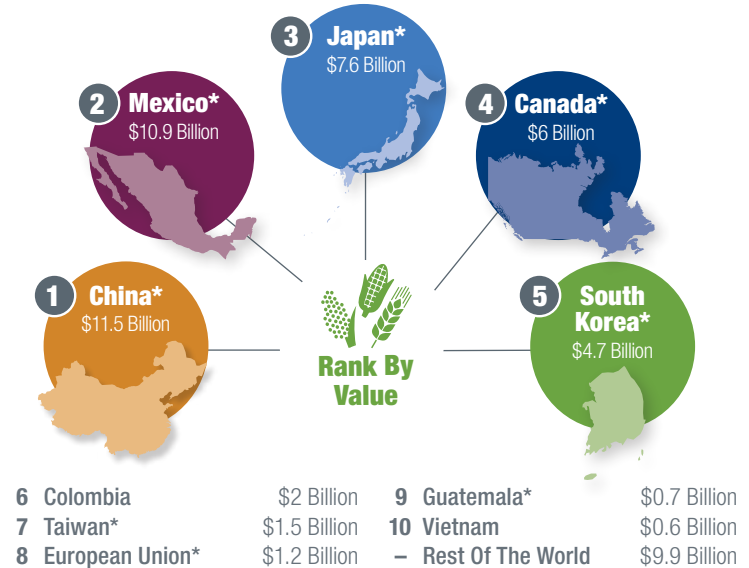 1 China*
$11.5 Billion
2 Mexico*
$10.9 Billion
3 Japan*
$7.6 Billion
4 Canada*
$6 Billion
5 South
Korea*
$4.7 Billion
Rank By
Value
6 Colombia $2 Billion
7 Taiwan* $1.5 Billion
8 European Union* $1.2 Billion
9 Guatemala* $0.7 Billion
10 Vietnam $0.6 Billion
– Rest Of The World $9.9 Billion